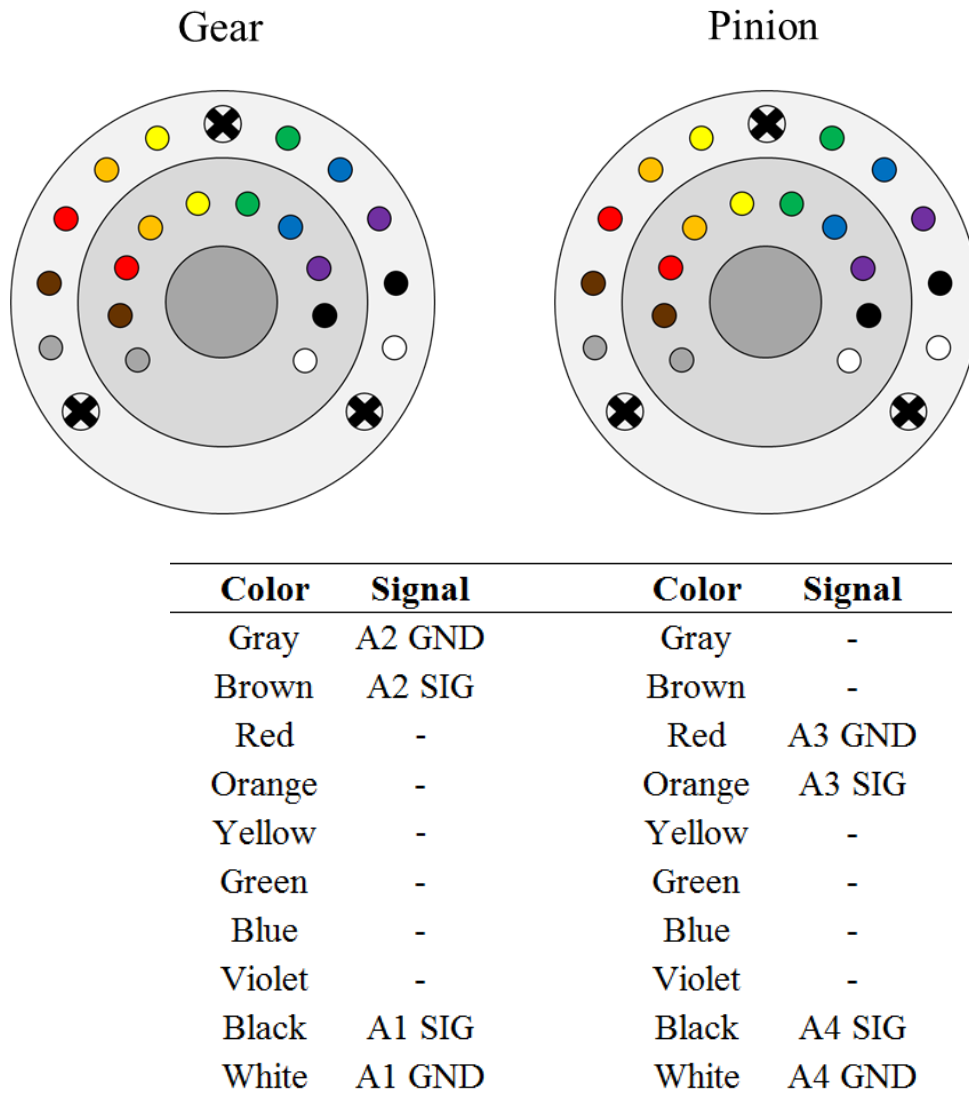 Gear Pinion
Color Signal Color Signal
Gray A2 GND Gray -
Brown A2 SIG Brown -
Red - Red A3 GND
Orange - Orange A3 SIG
Yellow - Yellow -
Green - Green -
Blue - Blue -
Violet - Violet -
Black A1 SIG Black A4 SIG
White A1 GND White A4 GND